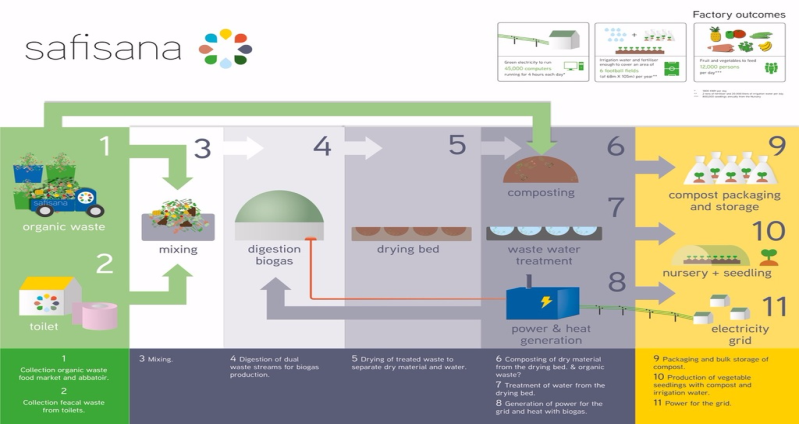 safisana
Factory outcomes
Green electricity to run
45,000 computers
running for 4 hours each day*
Irrigation water and fertiliser
enough to cover an area of
6 football fields
Fruit and vegetables to feed
12,000 persons
per day***
1
organic waste
safisana
2
toilet
3
mixing
4
digestion
biogas
5
drying bed
6
composting
7
waste water
treatment
8
power & heat
generation
9
compost packaging
and storage
10
nursery + seedling
11
electricity
grid
1
Collection organic waste
food market and abbatoir.
2
Collection feacal waste
from toilets.
3 Mixing.
4 Digestion of dual
waste streams for biogas
production.
5 Drying of treated waste to
separate dry material and water.
6 Composting of dry material
from the drying bed. & organic
waste?
7 Treatment of water from the
drying bed.
8 Generation of power for the
grid and heat with biogas.
9 Packaging and bulk storage of
compost.
10 Production of vegetable
seedlings with compost and
irrigation water.
11 Power for the grid.